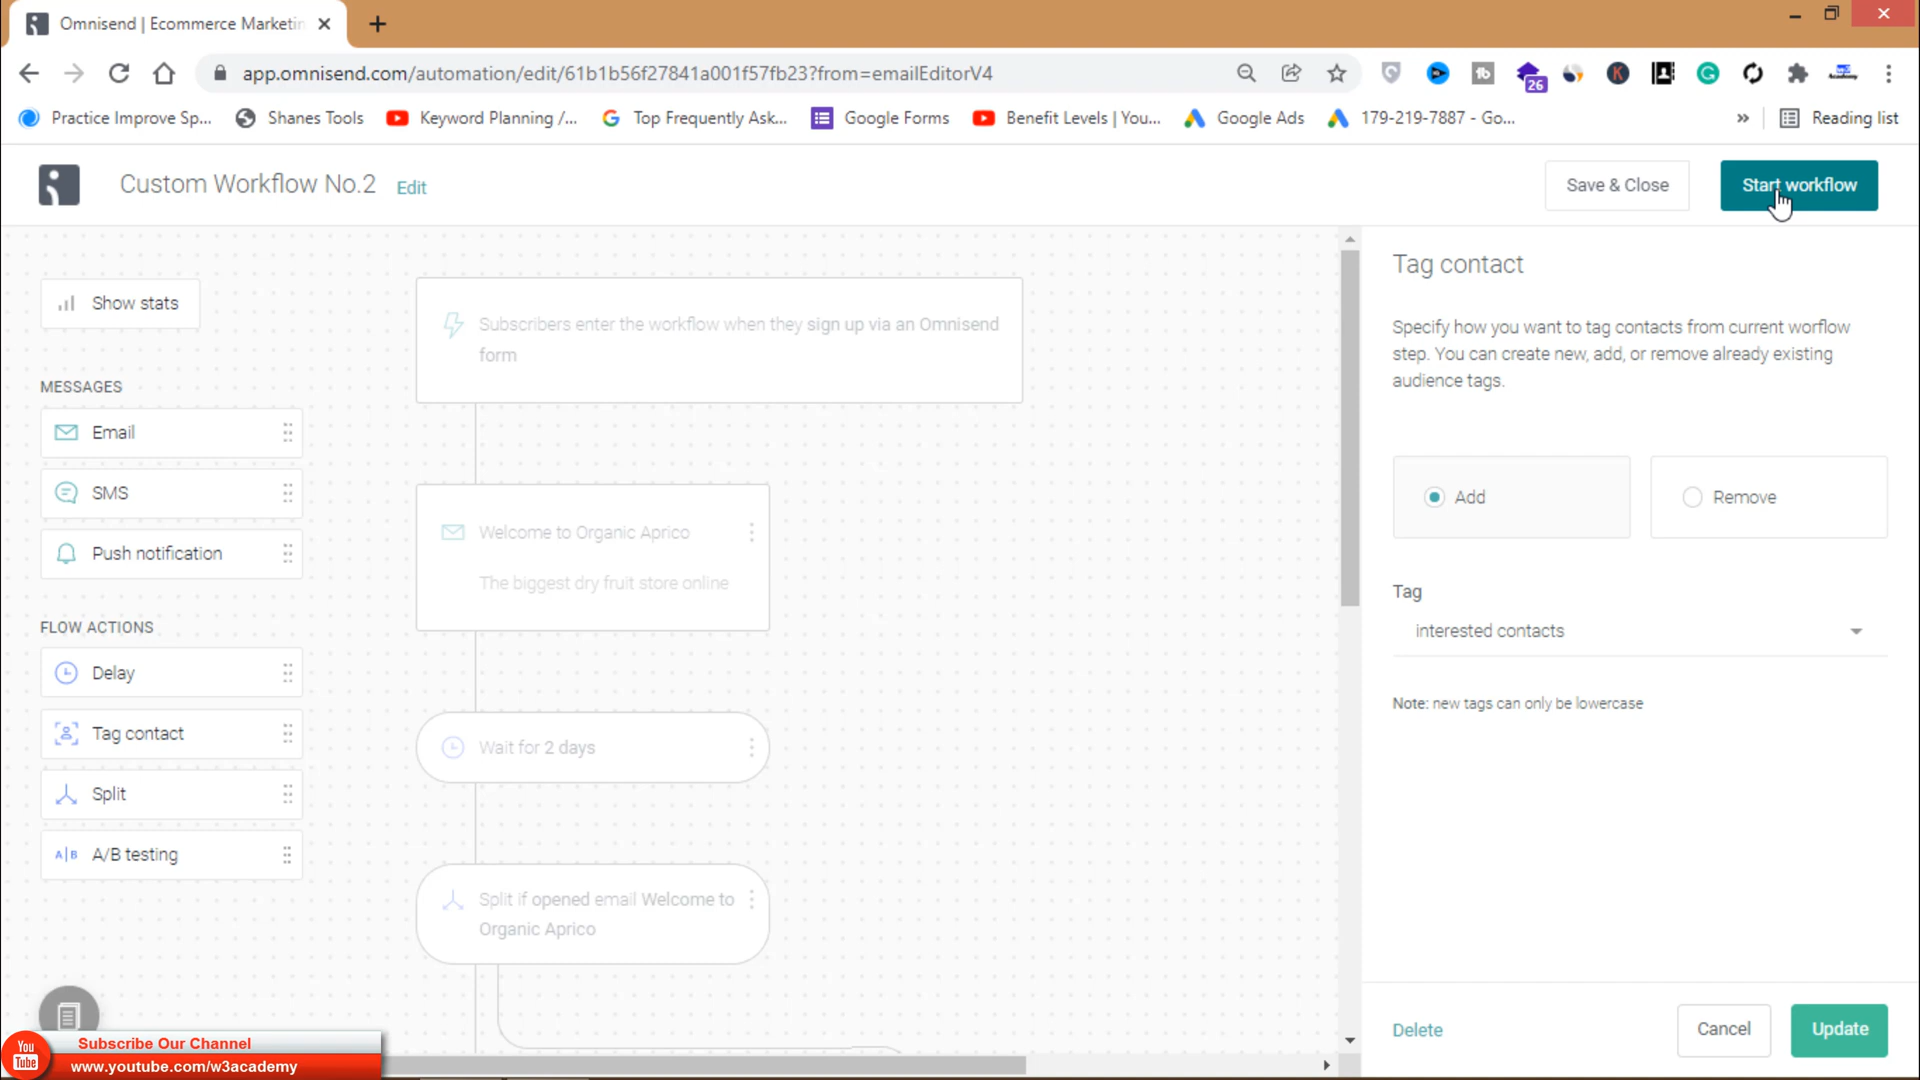 Omnisend | Ecommerce Marketin
app.omnisend.com/automation/edit/61b1b56f27841a001f57fb23?from=emailEditorV4
26
Practice Improve Sp...
Shanes Tools
Keyword Planning /...
Top Frequently Ask...
Google Forms
Benefit Levels | You...
Google Ads
179-219-7887 - Go...
»
Reading list
Custom Workflow No.2
Edit
Save & Close
Start workflow
Show stats
MESSAGES
Email
SMS
Push notification
FLOW ACTIONS
Delay
Tag contact
Split
A|B A/B testing
Subscribers enter the workflow when they sign up via an Omnisend
form
Welcome to Organic Aprico
The biggest dry fruit store online
Wait for 2 days
Split if opened email Welcome to
Organic Aprico
Tag contact
Specify how you want to tag contacts from current worflow
step. You can create new, add, or remove already existing
audience tags.
Add
Remove
Tag
interested contacts
Note: new tags can only be lowercase
Delete
Cancel
Update
You
Tube
Subscribe Our Channel
www.youtube.com/w3academy